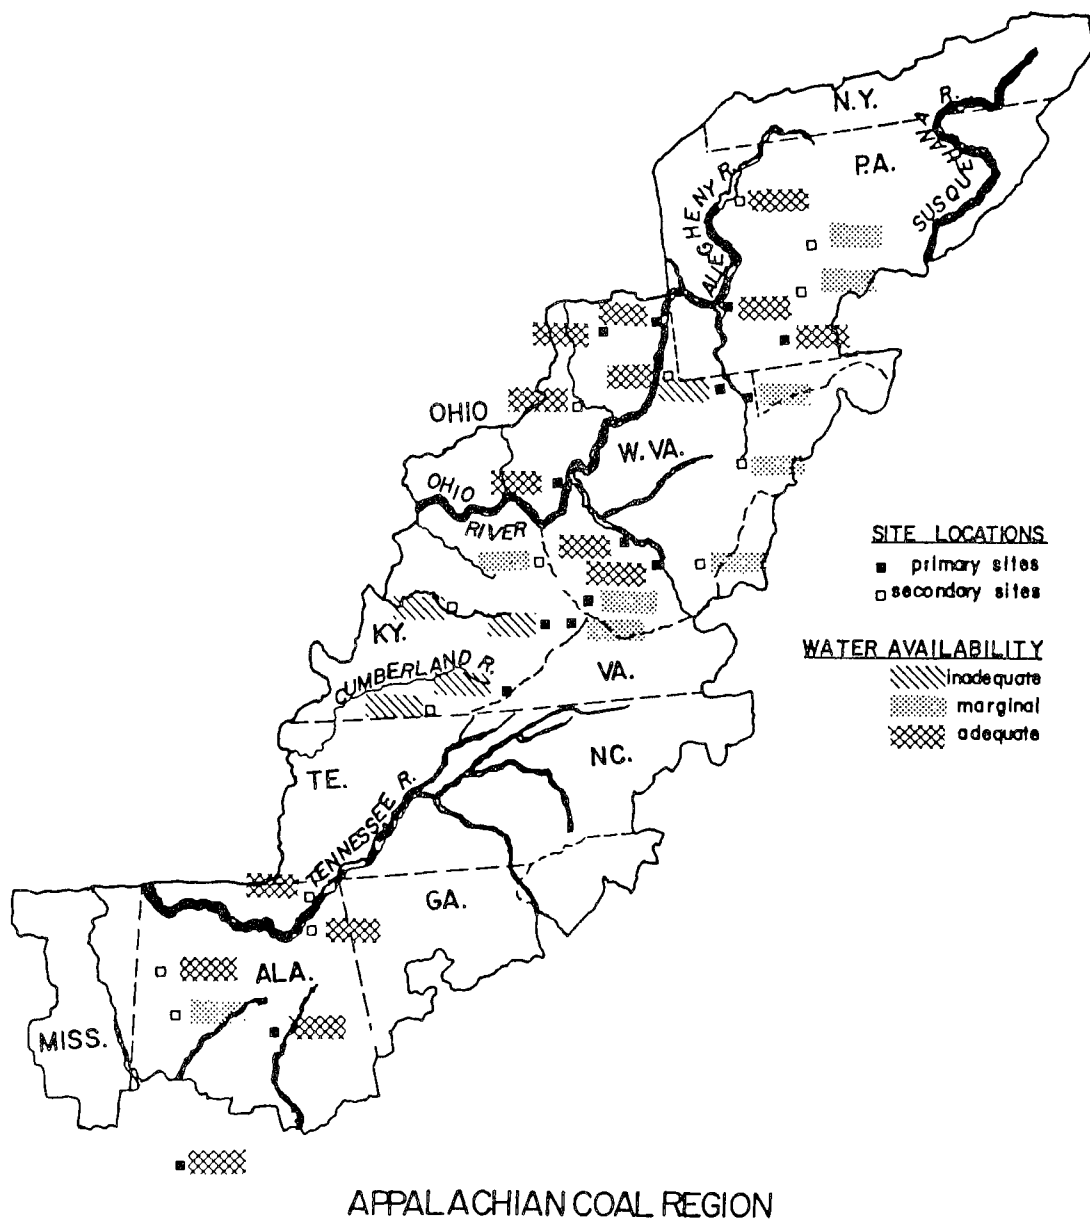 N.Y.
SUSQUEHANA R.
P.A.
ALLEGHENY R.
OHIO
W.VA.
OHIO
RIVER
SITE LOCATIONS
primary sites
secondary sites
KY.
WATER AVAILABILITY
CUMBERLAND R.
VA.
inadequate
marginal
adequate
TE.
NC.
TENNESSEE R.
GA.
ALA.
MISS.
APPALACHIAN COAL REGION